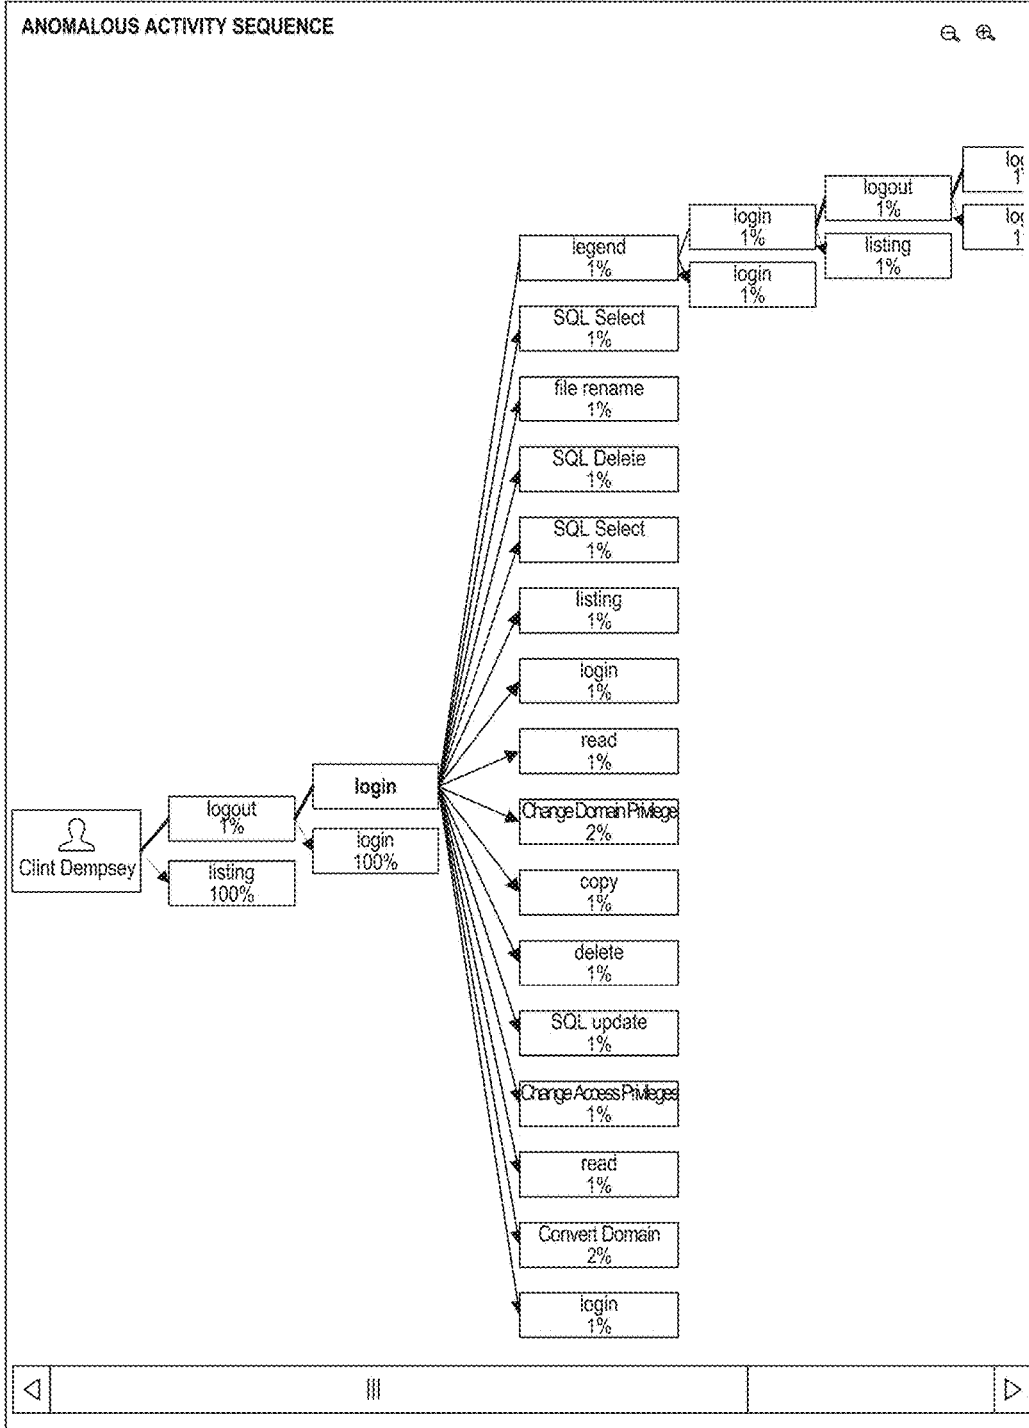 ANOMALOUS ACTIVITY SEQUENCE
logout
1%
login
1%
listing
1%
login
1%
legend
1%
SQL Select
1%
file rename
1%
SQL Delete
1%
SQL Select
1%
listing
1%
login
1%
read
1%
Change Domain Privilege
2%
copy
1%
delete
1%
SQL update
1%
Change Access Privileges
1%
read
1%
Convert Domain
2%
login
1%
login
login
100%
logout
1%
listing
100%
Clint Dempsey